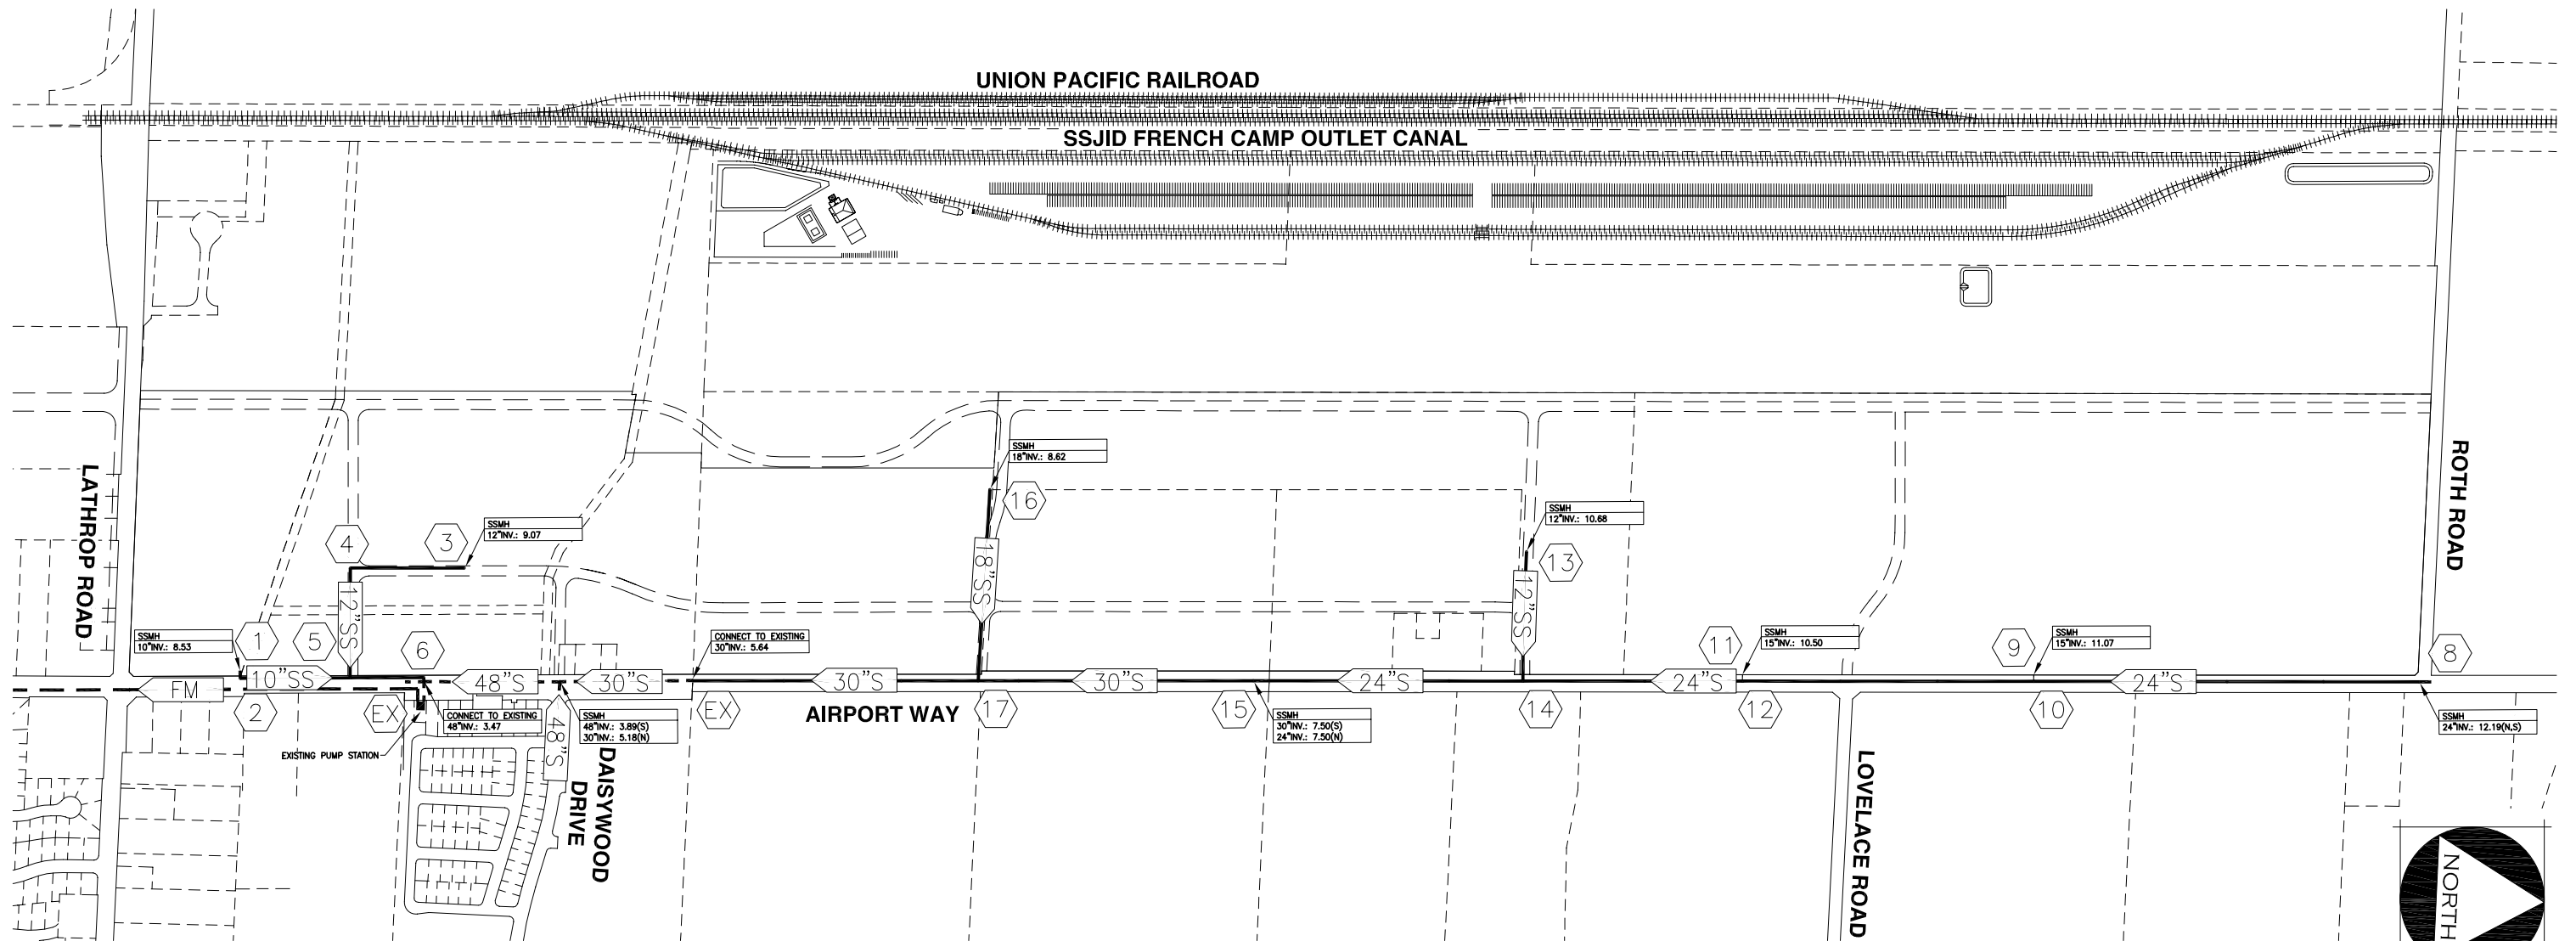 UNION PACIFIC RAILROAD
SSJID FRENCH CAMP OUTLET CANAL
LATHROP ROAD
ROTH ROAD
SSMH
18"INV.: 8.62
16
SSMH
12"INV.: 10.68
13
SSMH
12"INV.: 9.07
4
3
18"SS
12"SS
12"SS
SSMH
10"INV.: 8.53
1
5
6
CONNECT TO EXISTING
30"INV.: 5.64
11
SSMH
15"INV.: 10.50
9
SSMH
15"INV.: 11.07
8
FM
10"SS
48"S
30"S
30"S
30"S
24"S
24"S
24"S
2
EX
CONNECT TO EXISTING
48"INV.: 3.47
SSMH
48"INV.: 3.89(S)
30"INV.: 5.18(N)
EX
AIRPORT WAY
17
15
SSMH
30"INV.: 7.50(S)
24"INV.: 7.50(N)
14
12
10
SSMH
24"INV.: 12.19(N,S)
EXISTING PUMP STATION
48"S
DAISYWOOD
DRIVE
LOVELACE ROAD
NORTH